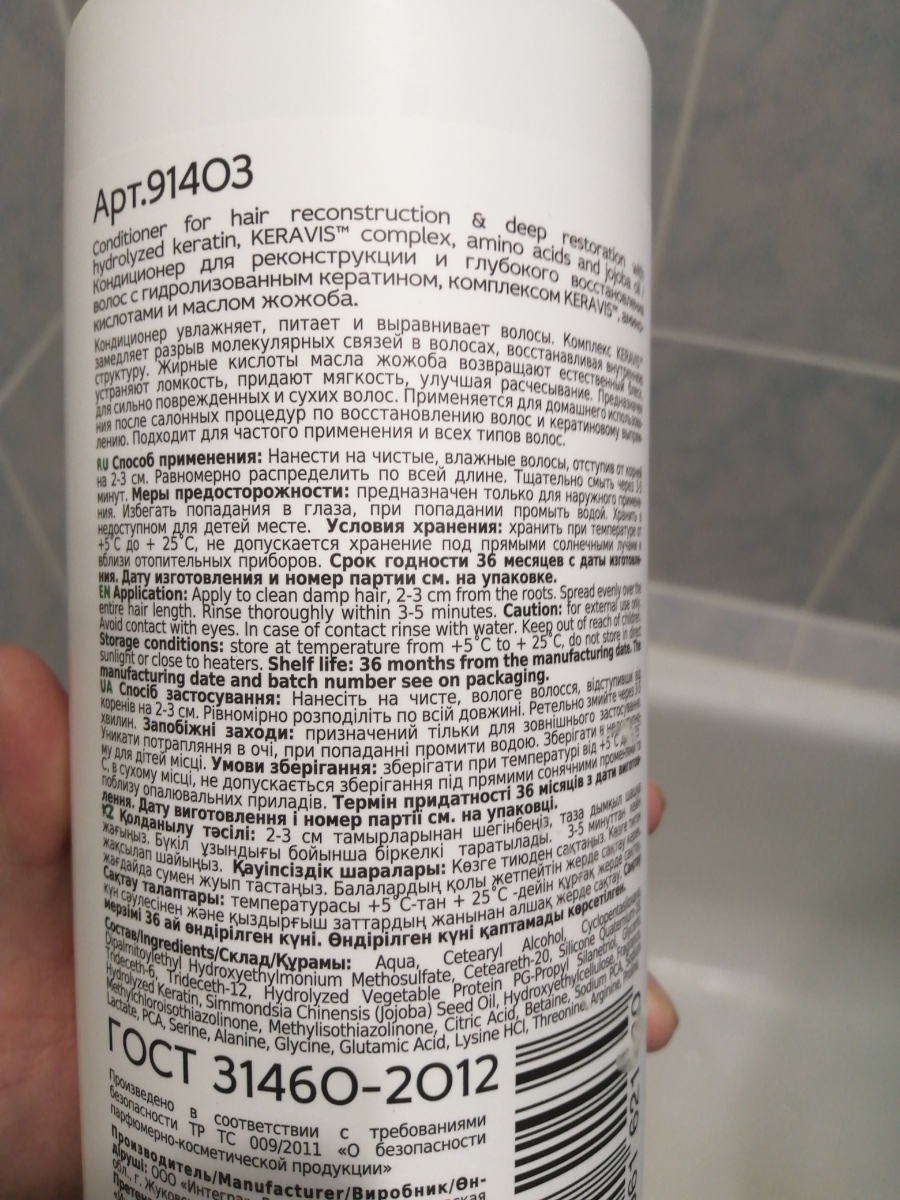 Арт.91403
Conditioner for hair reconstruction & deep restoration with
hydrolyzed keratin, KERAVIS™ complex, amino acids and jojoba oil /
Кондиционер для реконструкции и глубокого восстановления
волос с гидролизованным кератином, комплексом KERAVIS™, амино-
кислотами и маслом жожоба.
Кондиционер увлажняет, питает и выравнивает волосы. Комплекс KERAVIS™
замедляет разрыв молекулярных связей в волосах, восстанавливая внутреннюю
структуру. Жирные кислоты масла жожоба возвращают естественный блеск,
устраняют ломкость, придают мягкость, улучшая расчесывание. Предназначен
для сильно поврежденных и сухих волос. Применяется для домашнего использова-
ния после салонных процедур по восстановлению волос и кератиновому выпрям-
лению. Подходит для частого применения и всех типов волос.
RU Способ применения: Нанести на чистые, влажные волосы, отступив от корней
на 2-3 см. Равномерно распределить по всей длине. Тщательно смыть через 3-5
минут. Меры предосторожности: предназначен только для наружного примене-
ния. Избегать попадания в глаза, при попадании промыть водой. Хранить в
недоступном для детей месте. Условия хранения: хранить при температуре от
+5˚C до + 25˚C, не допускается хранение под прямыми солнечными лучами и
вблизи отопительных приборов. Срок годности 36 месяцев с даты изготовле-
ния. Дату изготовления и номер партии см. на упаковке.
EN Application: Apply to clean damp hair, 2-3 cm from the roots. Spread evenly over the
entire hair length. Rinse thoroughly within 3-5 minutes. Caution: for external use only.
Avoid contact with eyes. In case of contact rinse with water. Keep out of reach of children.
Storage conditions: store at temperature from +5˚C to + 25˚C, do not store in direct
sunlight or close to heaters. Shelf life: 36 months from the manufacturing date. The
manufacturing date and batch number see on packaging.
UA Спосіб застосування: Нанесіть на чисте, вологе волосся, відступивши від
коренів на 2-3 см. Рівномірно розподіліть по всій довжині. Ретельно змийте через 3-5
хвилин. Запобіжні заходи: призначений тільки для зовнішнього застосування.
Уникати потрапляння в очі, при попаданні промити водою. Зберігати в недоступно-
му для дітей місці. Умови зберігання: зберігати при температурі від +5˚C до
C, в сухому місці, не допускається зберігання під прямими сонячними променями та
поблизу опалювальних приладів. Термін придатності 36 місяців з дати виготов-
лення. Дату виготовлення і номер партії см. на упаковці.
KZ Қолданылу тәсілі: 2-3 см тамырларынан шегінбеңіз, таза дымқыл шашқа
жағыңыз. Бүкіл ұзындығы бойынша біркелкі таратылады. 3-5 минуттан кейін
жақсылап шайыңыз. Қауіпсіздік шаралары: Көзге тиюден сақтаңыз. Көзге тиген
жағдайда сумен жуып тастаңыз. Балалардың қолы жетпейтін жерде сақтау керек.
Сақтау талаптары: температурасы +5˚C-тан + 25˚C -дейін құрғақ жерде сақтау,
күн сәулесінен және қыздырғыш заттардың жанынан алшақ жерде сақтау. Сақтау
мерзімі 36 ай өндірілген күні. Өндірілген күні қаптамады көрсетілген.
Состав/Ingredients/Склад/Құрамы: Aqua, Cetearyl Alcohol, Cyclopentasiloxane,
Dipalmitoylethyl Hydroxyethylmonium Methosulfate, Ceteareth-20, Silicone Quaternium
Trideceth-6, Trideceth-12, Hydrolyzed Vegetable Protein PG-Propyl Silanetriol,
Hydrolyzed Keratin, Simmondsia Chinensis (Jojoba) Seed Oil, Hydroxyethylcellulose, Fragrance,
Methylchloroisothiazolinone, Methylisothiazolinone, Citric Acid, Betaine, Sodium PCA,
Lactate, PCA, Serine, Alanine, Glycine, Glutamic Acid, Lysine HCl, Threonine, Arginine,
ГОСТ 31460-2012
Произведено в соответствии с требованиями
безопасности ТР ТС 009/2011 «О безопасности
парфюмерно-косметической продукции»
Производитель/Manufacturer/Виробник/Өн-
діруші: ООО «Интеграл
обл., г. Жуковс